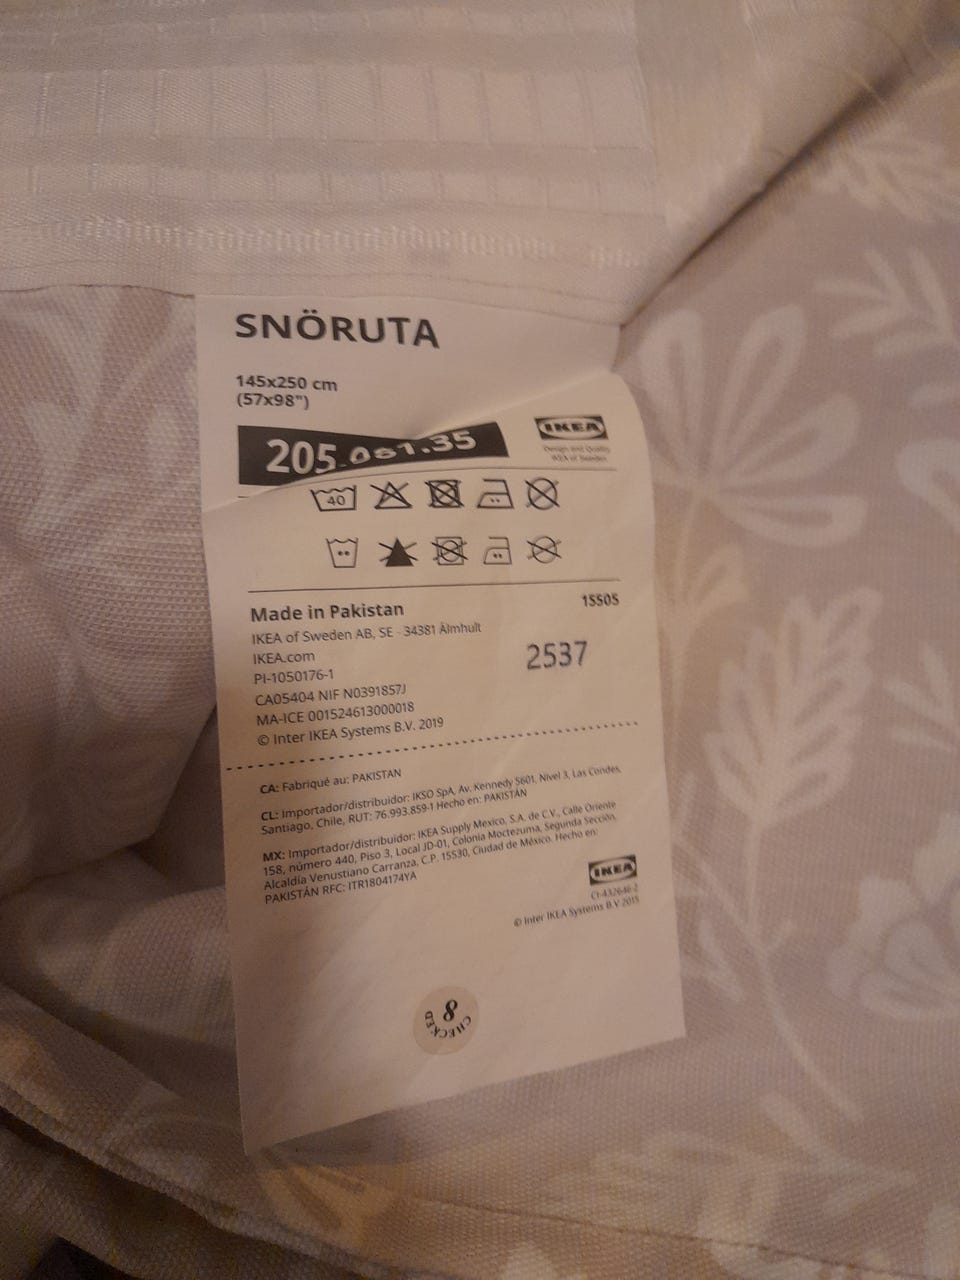 SNÖRUTA
145x250 cm
(57x98")
205.081.35
IKEA
Design and Quality
IKEA of Sweden
40
Made in Pakistan
15505
IKEA of Sweden AB, SE - 34381 Älmhult
IKEA.com
2537
PI-1050176-1
CA05404 NIF N0391857J
MA-ICE 001524613000018
© Inter IKEA Systems B.V. 2019
CA: Fabriqué au: PAKISTAN
CL: Importador/distribuidor: IKSO SpA, Av. Kennedy 5601, Nivel 3, Las Condes,
Santiago, Chile, RUT: 76.993.859-1 Hecho en: PAKISTÁN
MX: Importador/distribuidor: IKEA Supply Mexico, S.A. de C.V., Calle Oriente
158, número 440, Piso 3, Local JD-01, Colonia Moctezuma, Segunda Sección,
Alcaldía Venustiano Carranza, C.P. 15530, Ciudad de México. Hecho en:
PAKISTÁN RFC: ITR1804174YA
IKEA
CI-432646-2
© Inter IKEA Systems B.V 2015
8
CHECKED